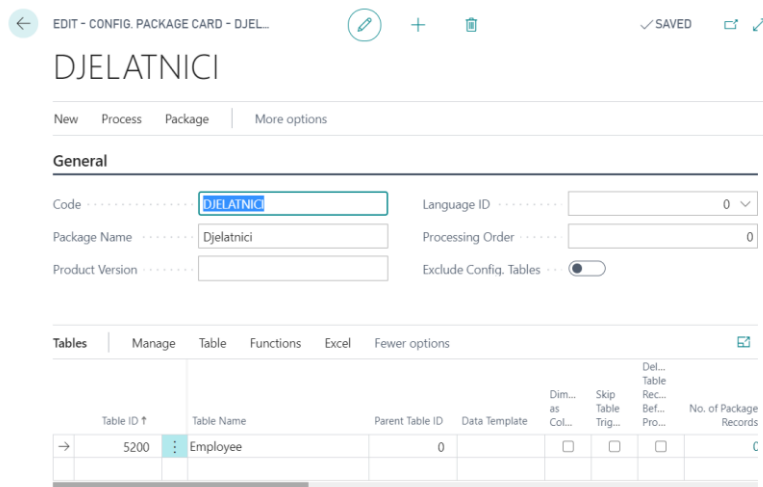 EDIT - CONFIG. PACKAGE CARD - DJEL...
SAVED
DJELATNICI
New Process Package More options
General
Code DJELATNICI Language ID 0
Package Name Djelatnici Processing Order 0
Product Version Exclude Config. Tables
Tables Manage Table Functions Excel Fewer options
Table ID ↑ Table Name Parent Table ID Data Template Dim... as Col... Skip Table Trig... Del... Table Rec... Bef... Pro... No. of Package Records
5200 Employee 0 0